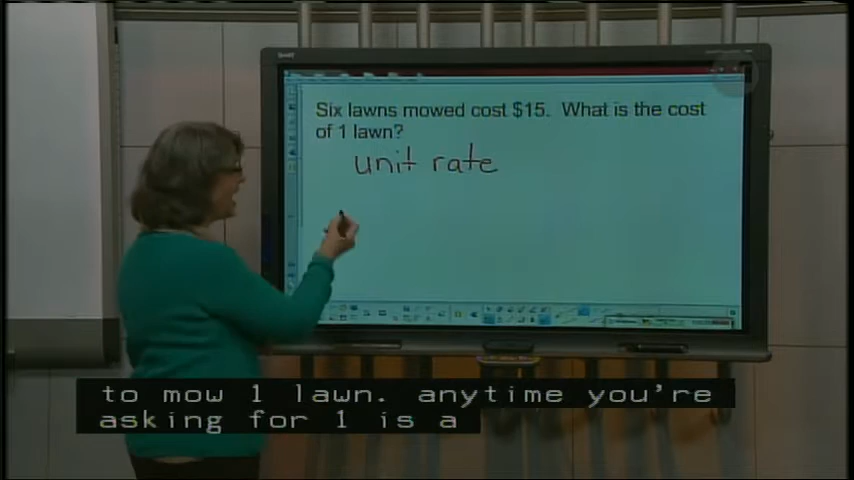 Six lawns mowed cost $15. What is the cost
of 1 lawn?
unit rate
to mow 1 lawn. anytime you're
asking for 1 is a